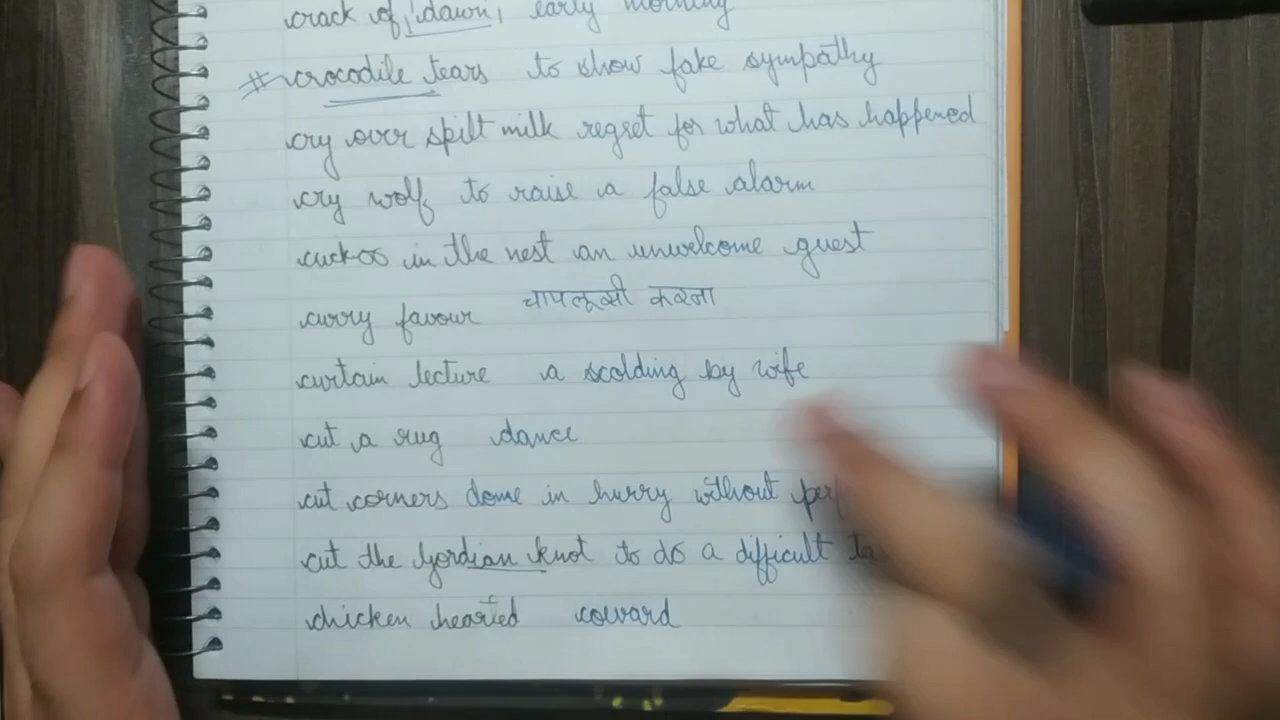 crack of 'dawn' early morning
# crocodile tears to show fake sympathy
cry over spilt milk regret for what has happened
cry wolf to raise a false alarm
cuckoo in the nest an unwelcome guest
curry favour चापलूसी करना
curtain lecture a scolding by wife
cut a rug dance
cut corners done in hurry without
cut the Gordian knot to do a difficult
chicken hearted coward